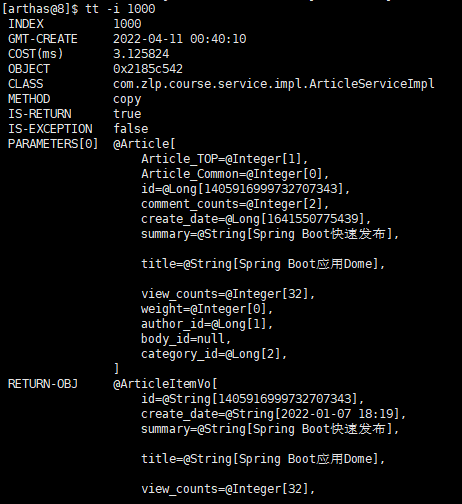 [arthas@8]$ tt -i 1000
INDEX 1000
GMT-CREATE 2022-04-11 00:40:10
COST(ms) 3.125824
OBJECT 0x2185c542
CLASS com.zlp.course.service.impl.ArticleServiceImpl
METHOD copy
IS-RETURN true
IS-EXCEPTION false
PARAMETERS[0] @Article[
Article_TOP=@Integer[1],
Article_Common=@Integer[0],
id=@Long[1405916999732707343],
comment_counts=@Integer[2],
create_date=@Long[1641550775439],
summary=@String[Spring Boot快速发布],
title=@String[Spring Boot应用Dome],
view_counts=@Integer[32],
weight=@Integer[0],
author_id=@Long[1],
body_id=null,
category_id=@Long[2],
]
RETURN-OBJ @ArticleItemVo[
id=@String[1405916999732707343],
create_date=@String[2022-01-07 18:19],
summary=@String[Spring Boot快速发布],
title=@String[Spring Boot应用Dome],
view_counts=@Integer[32],